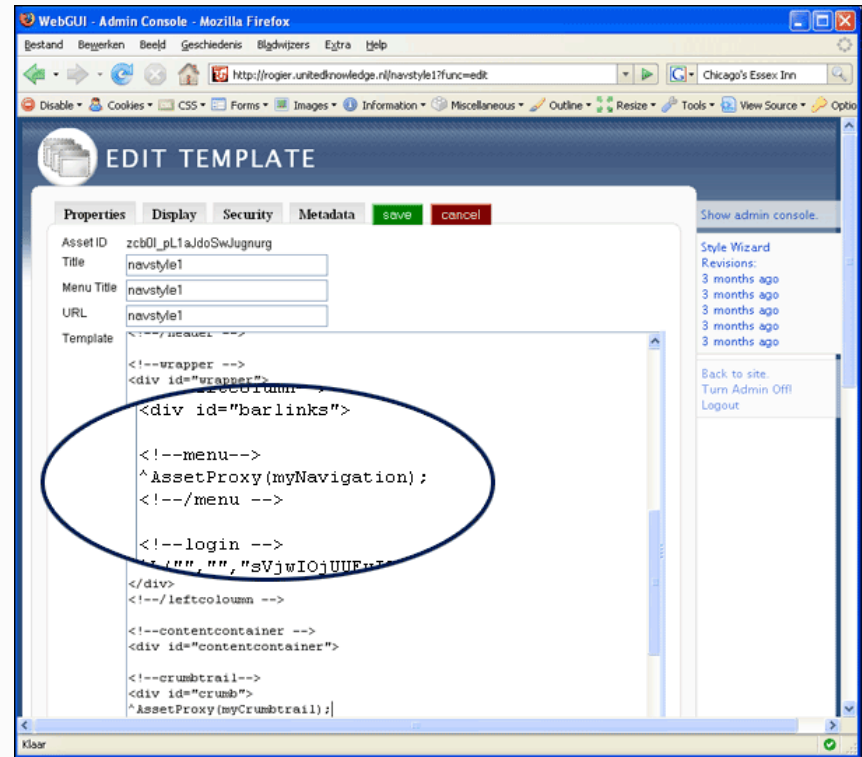 WebGUI - Admin Console - Mozilla Firefox
Bestand Bewerken Beeld Geschiedenis Bladwijzers Extra Help
http://rogier.unitedknowledge.nl/navstyle1?func=edit
Chicago's Essex Inn
Disable Cookies CSS Forms Images Information Miscellaneous Outline Resize Tools View Source Optio
EDIT TEMPLATE
Properties Display Security Metadata save cancel
Asset ID zcb0l_pL1aJdoSwJugnurg
Title navstyle1
Menu Title navstyle1
URL navstyle1
Template
<!--/header -->
<!--wrapper -->
<div id="wrapper">
<div id="barlinks">
<!--menu-->
^AssetProxy(myNavigation);
<!--/menu -->
<!--login -->
</div>
<!--/leftcoloumn -->
<!--contentcontainer -->
<div id="contentcontainer">
<!--crumbtrail-->
<div id="crumb">
^AssetProxy(myCrumbtrail);
Show admin console.
Style Wizard
Revisions:
3 months ago
3 months ago
3 months ago
3 months ago
3 months ago
Back to site.
Turn Admin Off!
Logout
Klaar